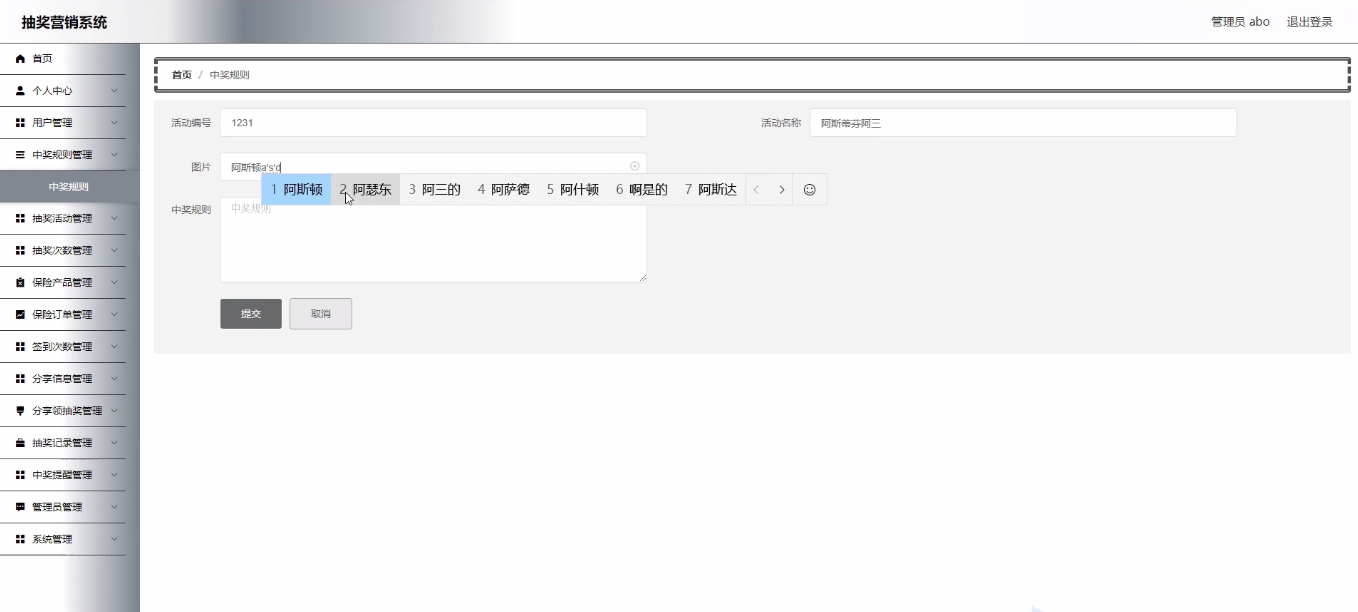 抽奖营销系统
管理员 abo 退出登录
首页
个人中心
用户管理
中奖规则管理
中奖规则
抽奖活动管理
抽奖次数管理
保险产品管理
保险订单管理
签到次数管理
分享信息管理
分享领抽奖管理
抽奖记录管理
中奖提醒管理
管理员管理
系统管理
首页 / 中奖规则
活动编号 1231 活动名称 阿斯蒂芬阿三
图片 阿斯顿a's'd
1 阿斯顿 2 阿瑟东 3 阿三的 4 阿萨德 5 阿什顿 6 啊是的 7 阿斯达
中奖规则 中奖规则
提交 取消